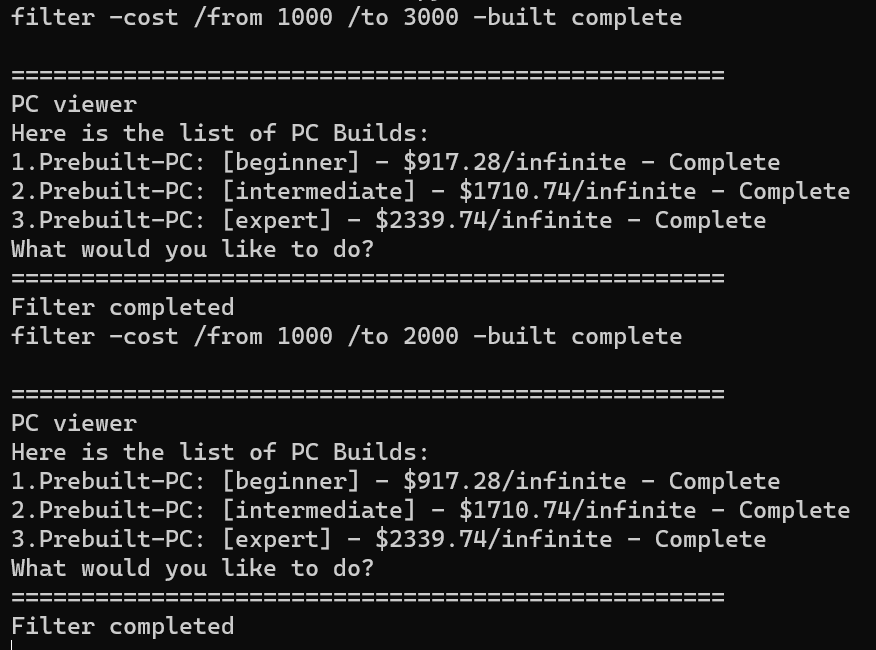 filter -cost /from 1000 /to 3000 -built complete
===================================================
PC viewer
Here is the list of PC Builds:
1.Prebuilt-PC: [beginner] - $917.28/infinite - Complete
2.Prebuilt-PC: [intermediate] - $1710.74/infinite - Complete
3.Prebuilt-PC: [expert] - $2339.74/infinite - Complete
What would you like to do?
===================================================
Filter completed
filter -cost /from 1000 /to 2000 -built complete
===================================================
PC viewer
Here is the list of PC Builds:
1.Prebuilt-PC: [beginner] - $917.28/infinite - Complete
2.Prebuilt-PC: [intermediate] - $1710.74/infinite - Complete
3.Prebuilt-PC: [expert] - $2339.74/infinite - Complete
What would you like to do?
===================================================
Filter completed